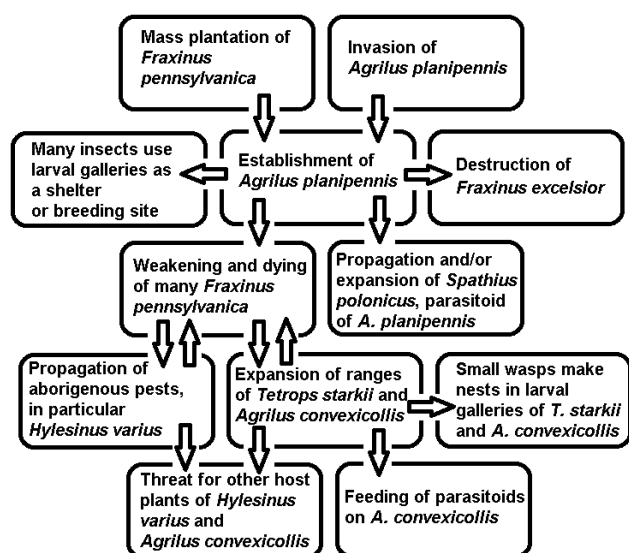 Mass plantation of
Fraxinus
pennsylvanica
Invasion of
Agrilus planipennis
Many insects use
larval galleries as
a shelter
or breeding site
Establishment of
Agrilus planipennis
Destruction of
Fraxinus excelsior
Weakening and dying
of many Fraxinus
pennsylvanica
Propagation and/or
expansion of Spathius
polonicus, parasitoid
of A. planipennis
Propagation of
aborigenous pests,
in particular
Hylesinus varius
Expansion of ranges
of Tetrops starkii and
Agrilus convexicollis
Small wasps make
nests in larval
galleries of T. starkii
and A. convexicollis
Threat for other host
plants of Hylesinus
varius and
Agrilus convexicollis
Feeding of parasitoids
on A. convexicollis